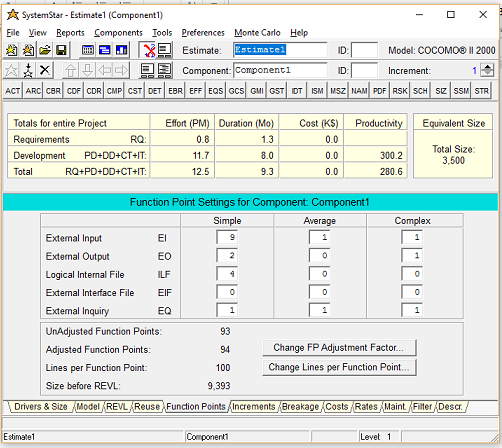 SystemStar - Estimate1 (Component1)
File View Reports Components Tools Preferences Monte Carlo Help
Estimate: Estimate1 ID: Model: COCOMO® II 2000
Component: Component1 ID: Increment: 1
ACT ARC CBR CDF CDR CMP CST DET EBR EFF EQS GCS GMI GST IDT ISM MSZ NAM PDF RSK SCH SIZ SSM STR
Totals for entire Project Effort (PM) Duration (Mo) Cost (K$) Productivity Equivalent Size
Requirements RQ: 0.8 1.3 0.0
Development PD+DD+CT+IT: 11.7 8.0 0.0 300.2 Total Size:
Total RQ+PD+DD+CT+IT: 12.5 9.3 0.0 280.6 3,500
Function Point Settings for Component: Component1
Simple Average Complex
External Input EI 9 1 1
External Output EO 2 0 1
Logical Internal File ILF 4 0 0
External Interface File EIF 0 0 0
External Inquiry EQ 1 1 1
UnAdjusted Function Points: 93
Adjusted Function Points: 94 Change FP Adjustment Factor...
Lines per Function Point: 100 Change Lines per Function Point...
Size before REVL: 9,393
Drivers & Size Model REVL Reuse Function Points Increments Breakage Costs Rates Maint. Filter Descr.
Estimate1 Component1 Level: 1